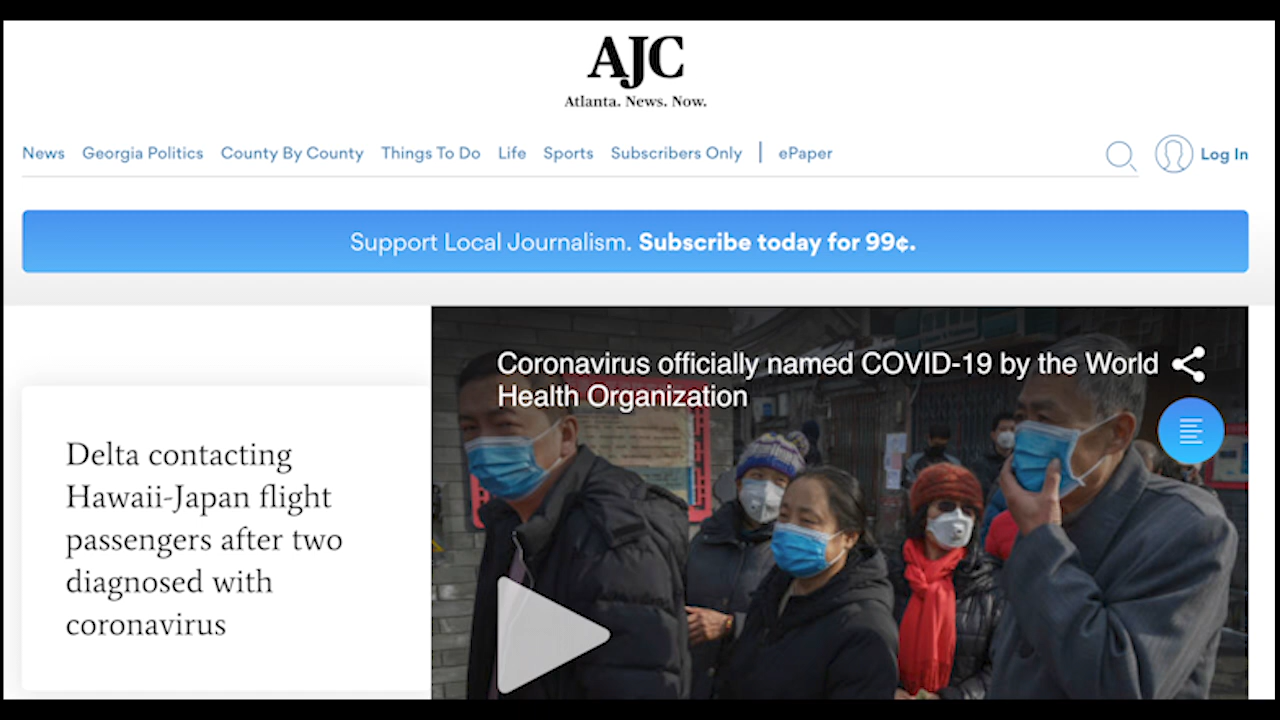 AJC
Atlanta. News. Now.
News Georgia Politics County By County Things To Do Life Sports Subscribers Only | ePaper Log In
Support Local Journalism. Subscribe today for 99¢.
Coronavirus officially named COVID-19 by the World
Health Organization
Delta contacting
Hawaii-Japan flight
passengers after two
diagnosed with
coronavirus